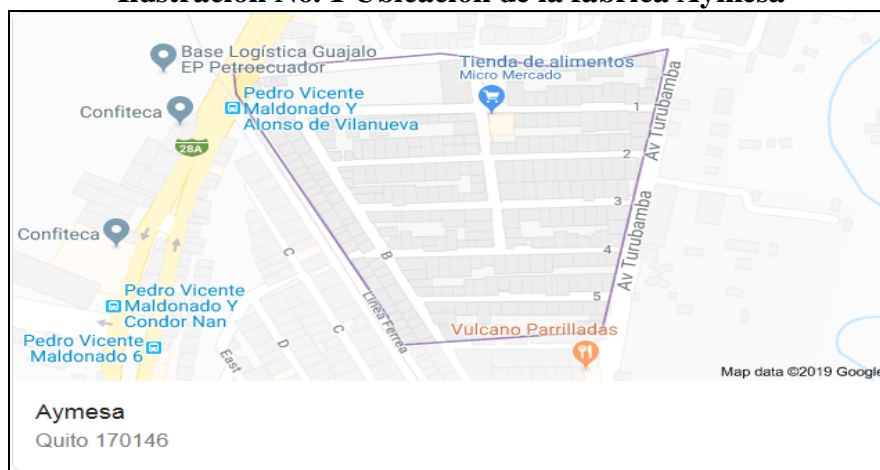 Ilustración No. 1 Ubicación de la fábrica Aymesa
Base Logística Guajalo
EP Petroecuador
Tienda de alimentos
Micro Mercado
Pedro Vicente
Maldonado Y
Alonso de Vilanueva
Confiteca
28A
1
2
3
4
5
Av Turubamba
Av Turubamba
Confiteca
B
C
C
D
East
Línea Ferrea
Pedro Vicente
Maldonado Y
Condor Nan
Pedro Vicente
Maldonado 6
Vulcano Parrilladas
Map data ©2019 Google
Aymesa
Quito 170146